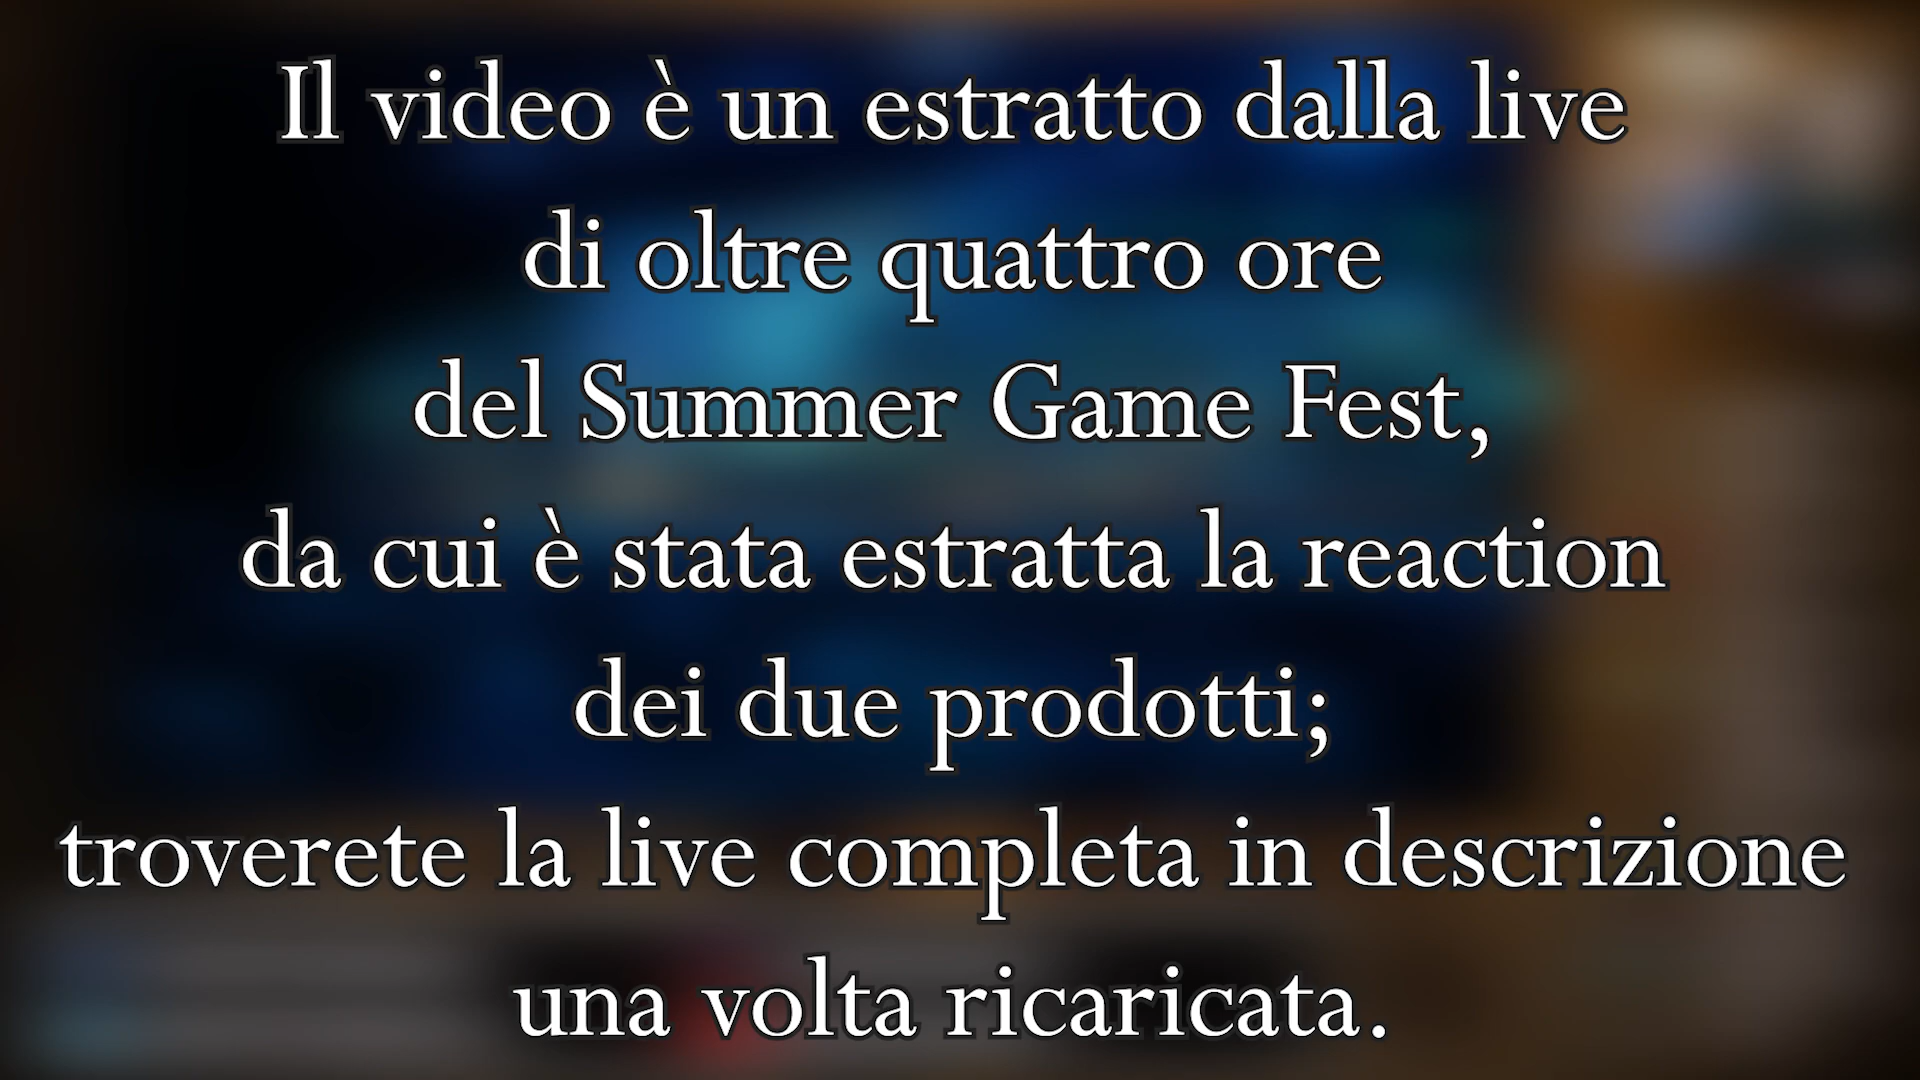 Il video è un estratto dalla live
di oltre quattro ore
del Summer Game Fest,
da cui è stata estratta la reaction
dei due prodotti;
troverete la live completa in descrizione
una volta ricaricata.